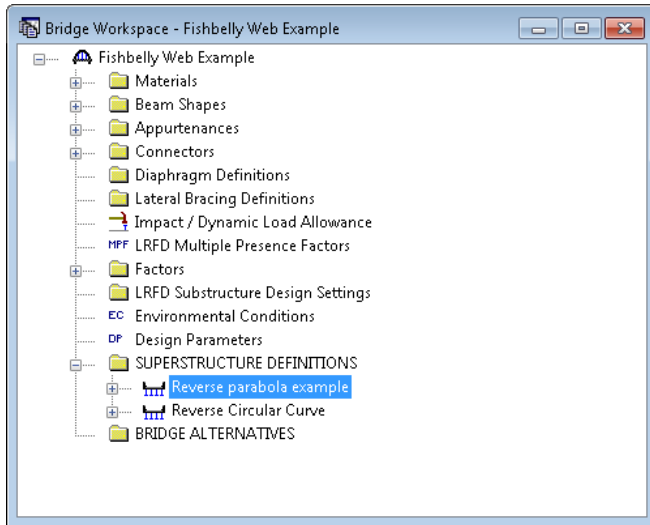 Bridge Workspace - Fishbelly Web Example
Fishbelly Web Example
Materials
Beam Shapes
Appurtenances
Connectors
Diaphragm Definitions
Lateral Bracing Definitions
Impact / Dynamic Load Allowance
MPF LRFD Multiple Presence Factors
Factors
LRFD Substructure Design Settings
EC Environmental Conditions
DP Design Parameters
SUPERSTRUCTURE DEFINITIONS
Reverse parabola example
Reverse Circular Curve
BRIDGE ALTERNATIVES